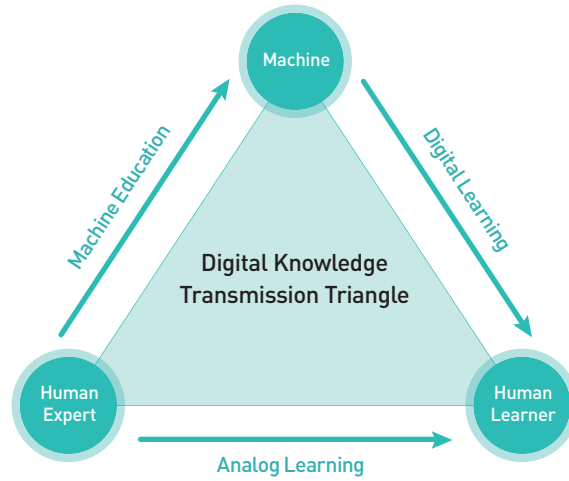 Machine
Machine Education
Digital Learning
Digital Knowledge
Transmission Triangle
Human
Expert
Human
Learner
Analog Learning